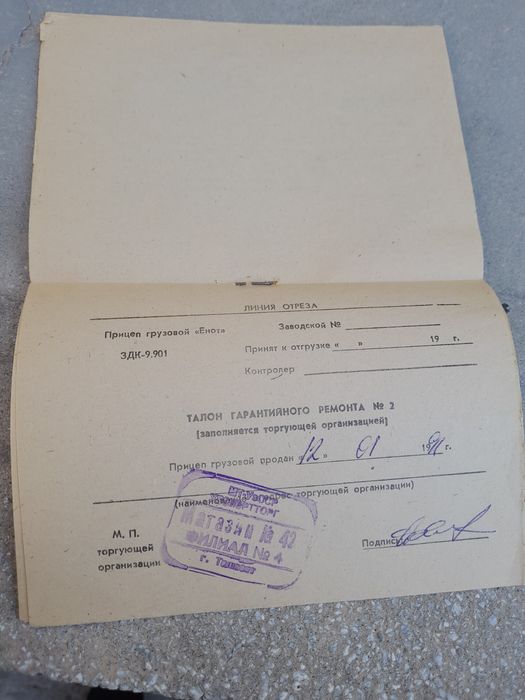 ЛИНИЯ ОТРЕЗА
Прицеп грузовой «Енот» Заводской №
ЗДК-9.901 Принят к отгрузке « » 19 г.
Контролер
ТАЛОН ГАРАНТИЙНОГО РЕМОНТА № 2
[заполняется торгующей организацией]
Прицеп грузовой продан «12» 01 1991 г.
(наименование, адрес торгующей организации)
Магазин № 42
ФИЛИАЛ № 4
г. Ташкент
М. П.
торгующей
организации
Подпись